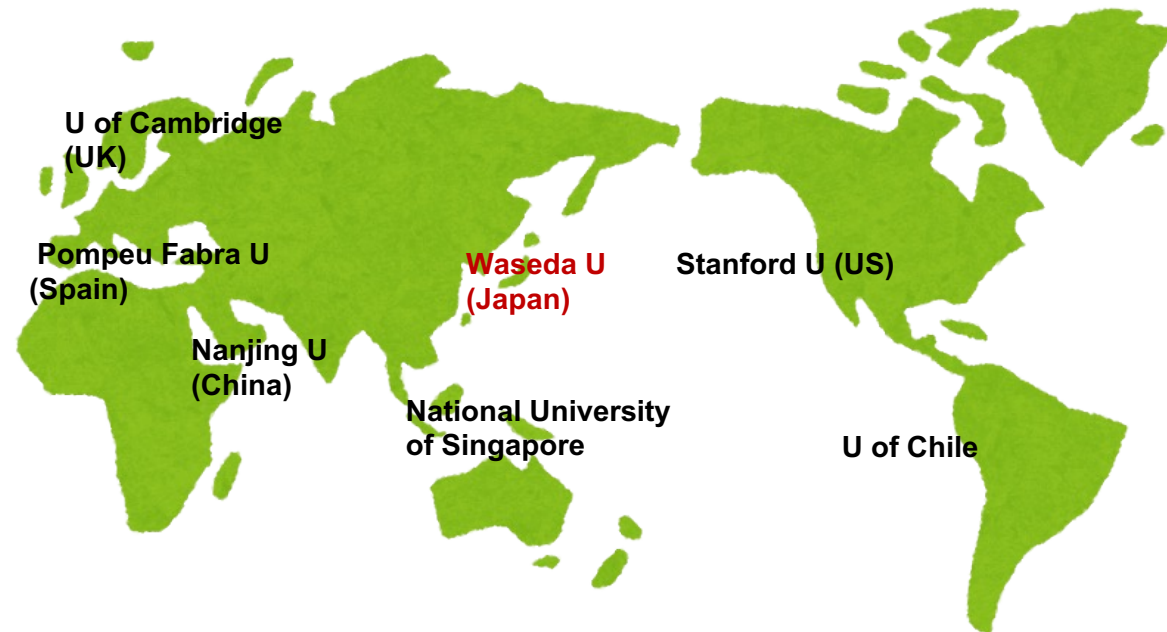 U of Cambridge
(UK)
Pompeu Fabra U
(Spain)
Waseda U
(Japan)
Stanford U (US)
Nanjing U
(China)
National University
of Singapore
U of Chile